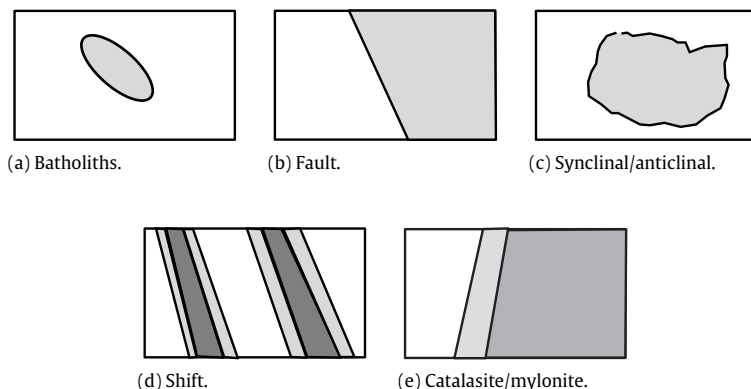 (a) Batholiths.
(b) Fault.
(c) Synclinal/anticlinal.
(d) Shift.
(e) Catalasite/mylonite.